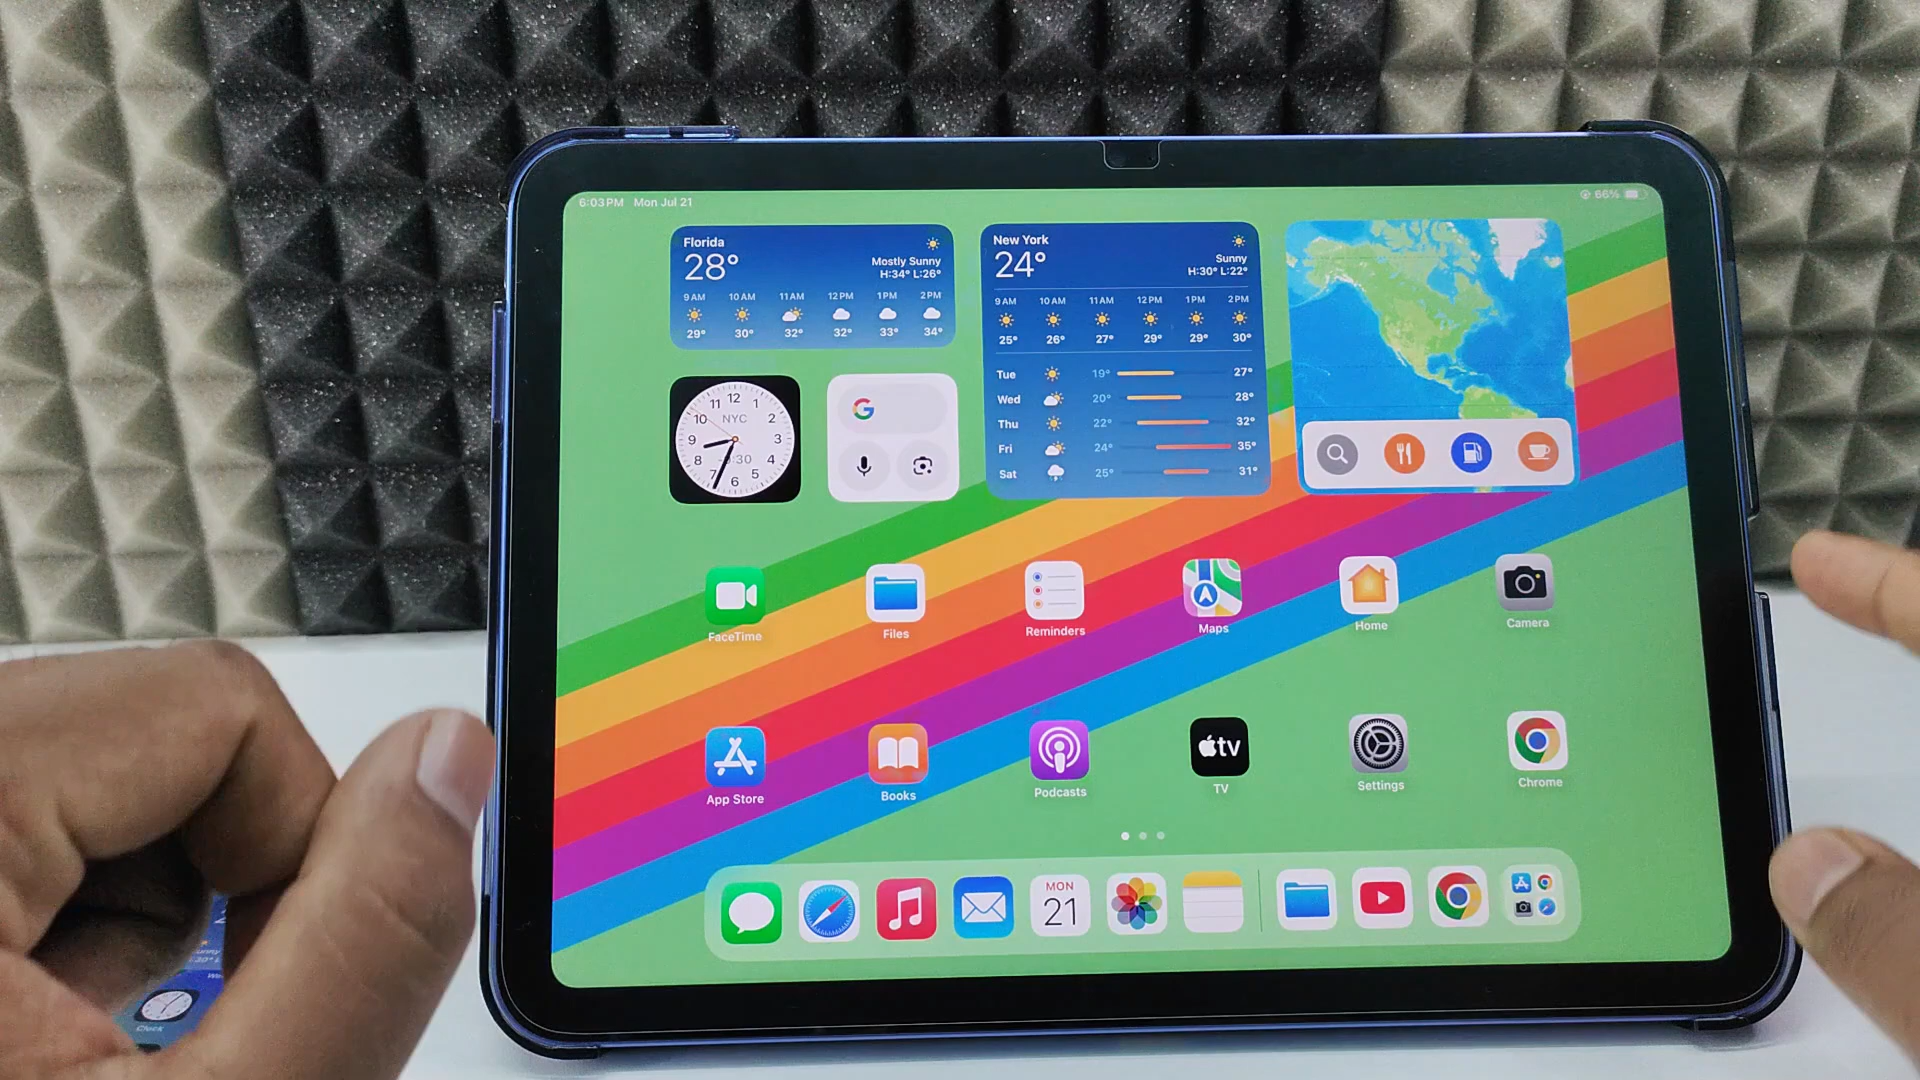 6:03 PM Mon Jul 21
66%
Florida
28°
Mostly Sunny
H:34° L:26°
9 AM 10 AM 11 AM 12 PM 1 PM 2 PM
29° 30° 32° 32° 33° 34°
New York
24°
Sunny
H:30° L:22°
9 AM 10 AM 11 AM 12 PM 1 PM 2 PM
25° 26° 27° 29° 29° 30°
Tue 19° 27°
Wed 20° 28°
Thu 22° 32°
Fri 24° 35°
Sat 25° 31°
12 1 2 3 4 5 6 7 8 9 10 11
NYC
G
FaceTime Files Reminders Maps Home Camera
tv
App Store Books Podcasts TV Settings Chrome
MON
21
Clock